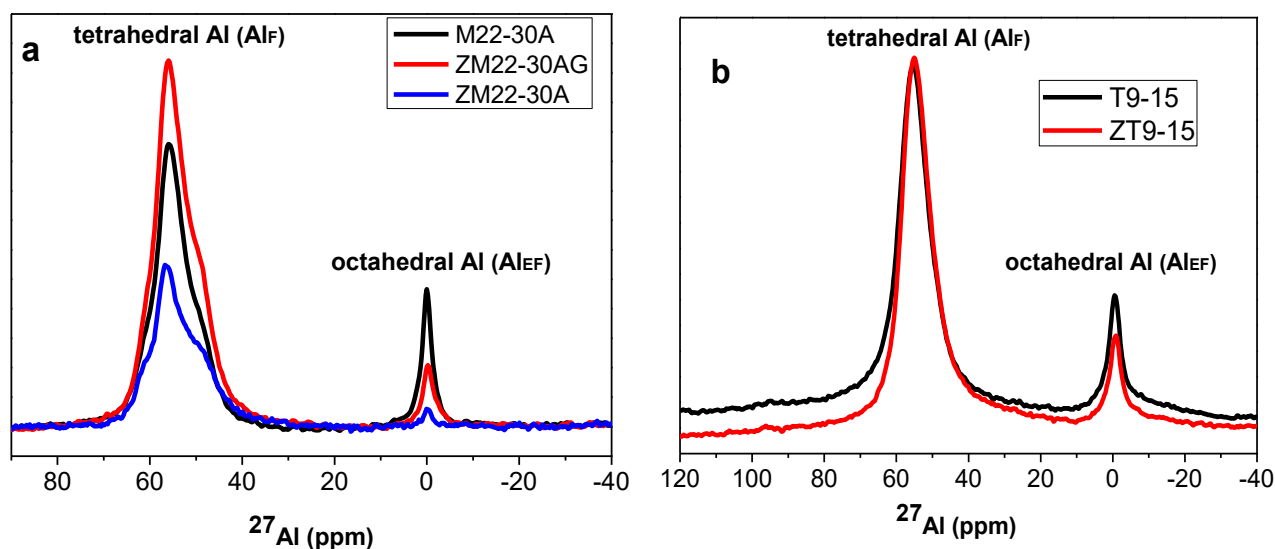 a
tetrahedral Al (AlF)
M22-30A
ZM22-30AG
ZM22-30A
octahedral Al (AlEF)
80 60 40 20 0 -20 -40
27Al (ppm)
b
tetrahedral Al (AlF)
T9-15
ZT9-15
octahedral Al (AlEF)
120 100 80 60 40 20 0 -20 -40
27Al (ppm)